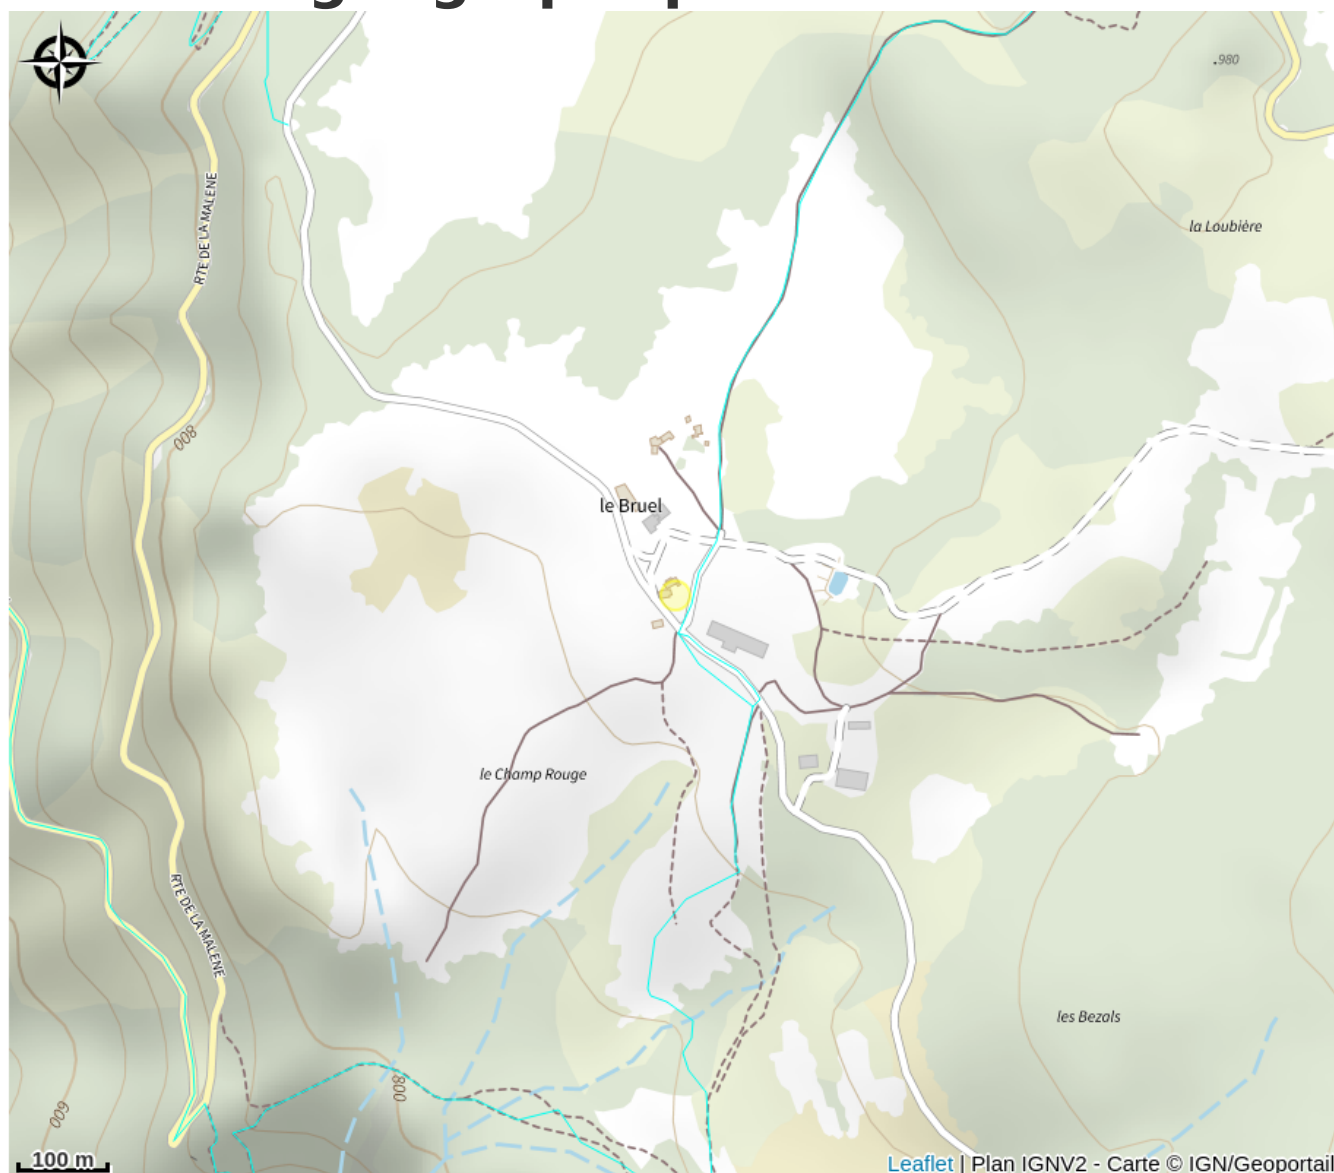 980
RTE DE LA MALENE
la Loubière
800
le Bruel
le Champ Rouge
RTE DE LA MALENE
les Bezals
800
600
100 m
Leaflet | Plan IGNV2 - Carte © IGN/Geoportail